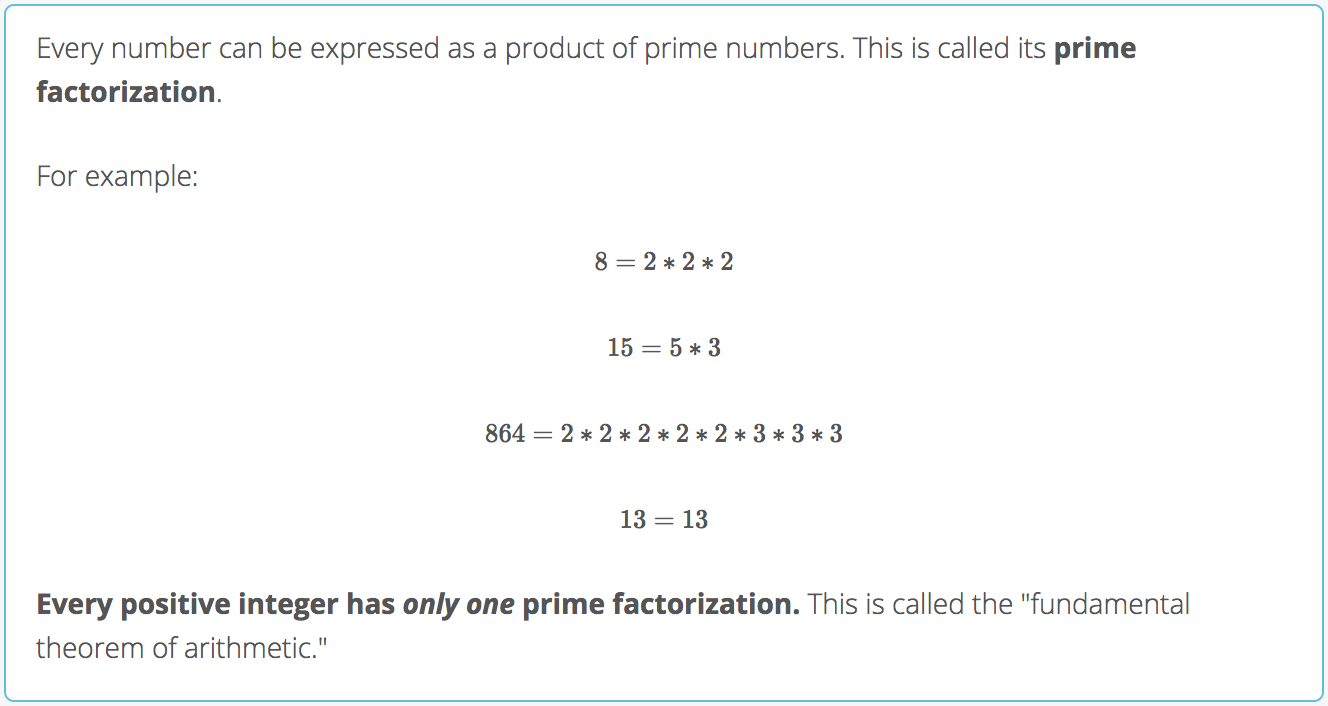 Every number can be expressed as a product of prime numbers. This is called its prime
factorization.
For example:
8 = 2 ∗ 2 ∗ 2
15 = 5 ∗ 3
864 = 2 ∗ 2 ∗ 2 ∗ 2 ∗ 2 ∗ 3 ∗ 3 ∗ 3
13 = 13
Every positive integer has only one prime factorization. This is called the "fundamental
theorem of arithmetic."